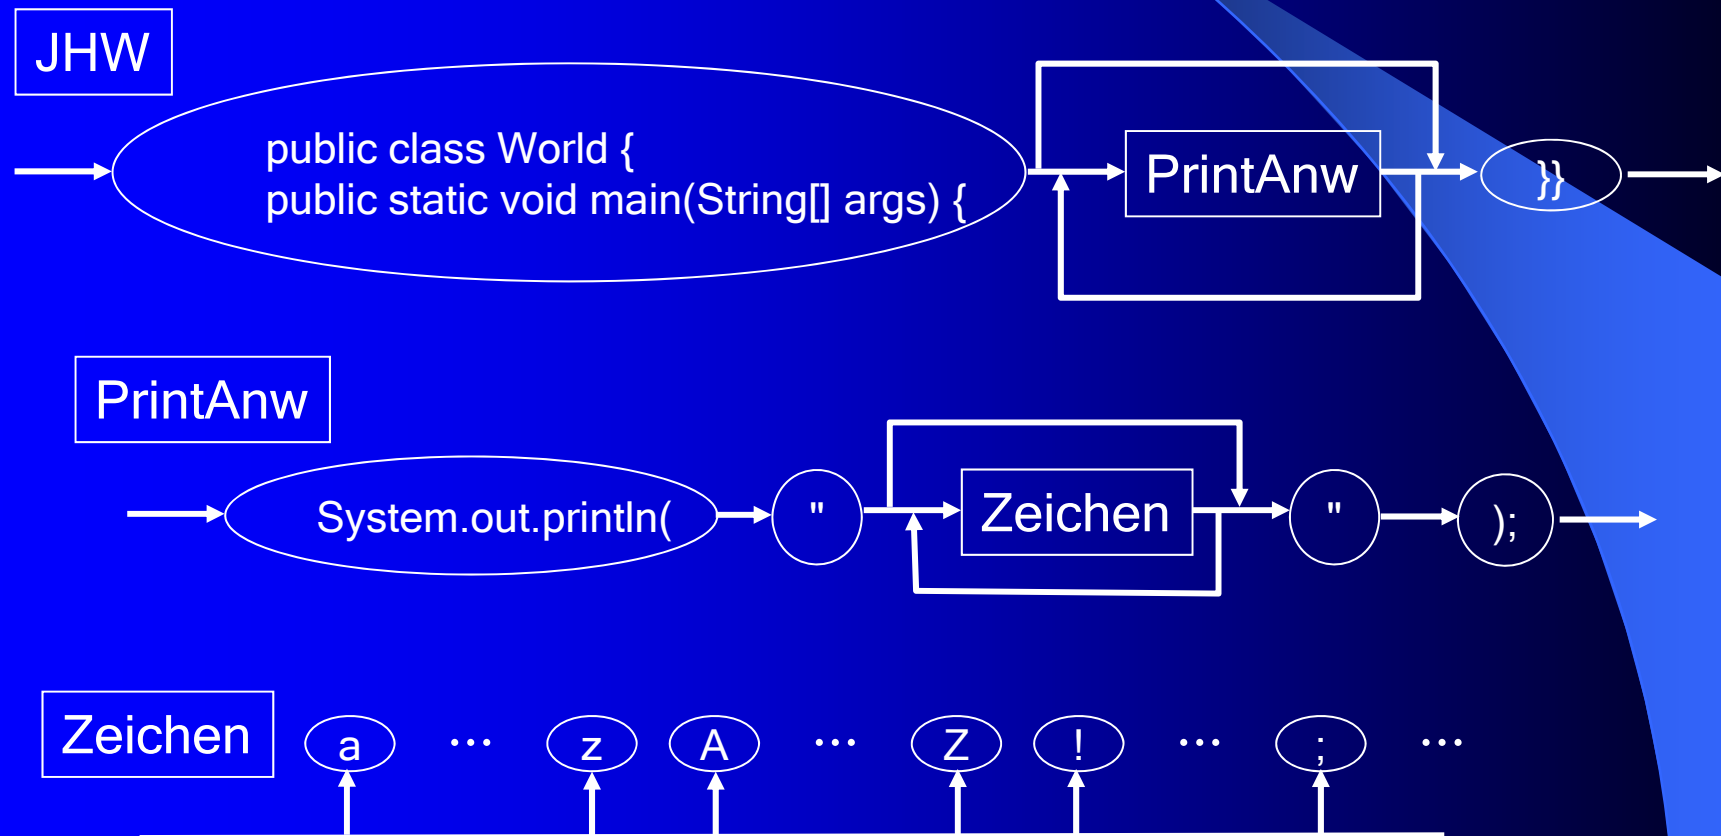 JHW
public class World {
public static void main(String[] args) {
PrintAnw
}}
PrintAnw
System.out.println(
"
Zeichen
"
);
Zeichen
a ... z A ... Z ! ... ; ...